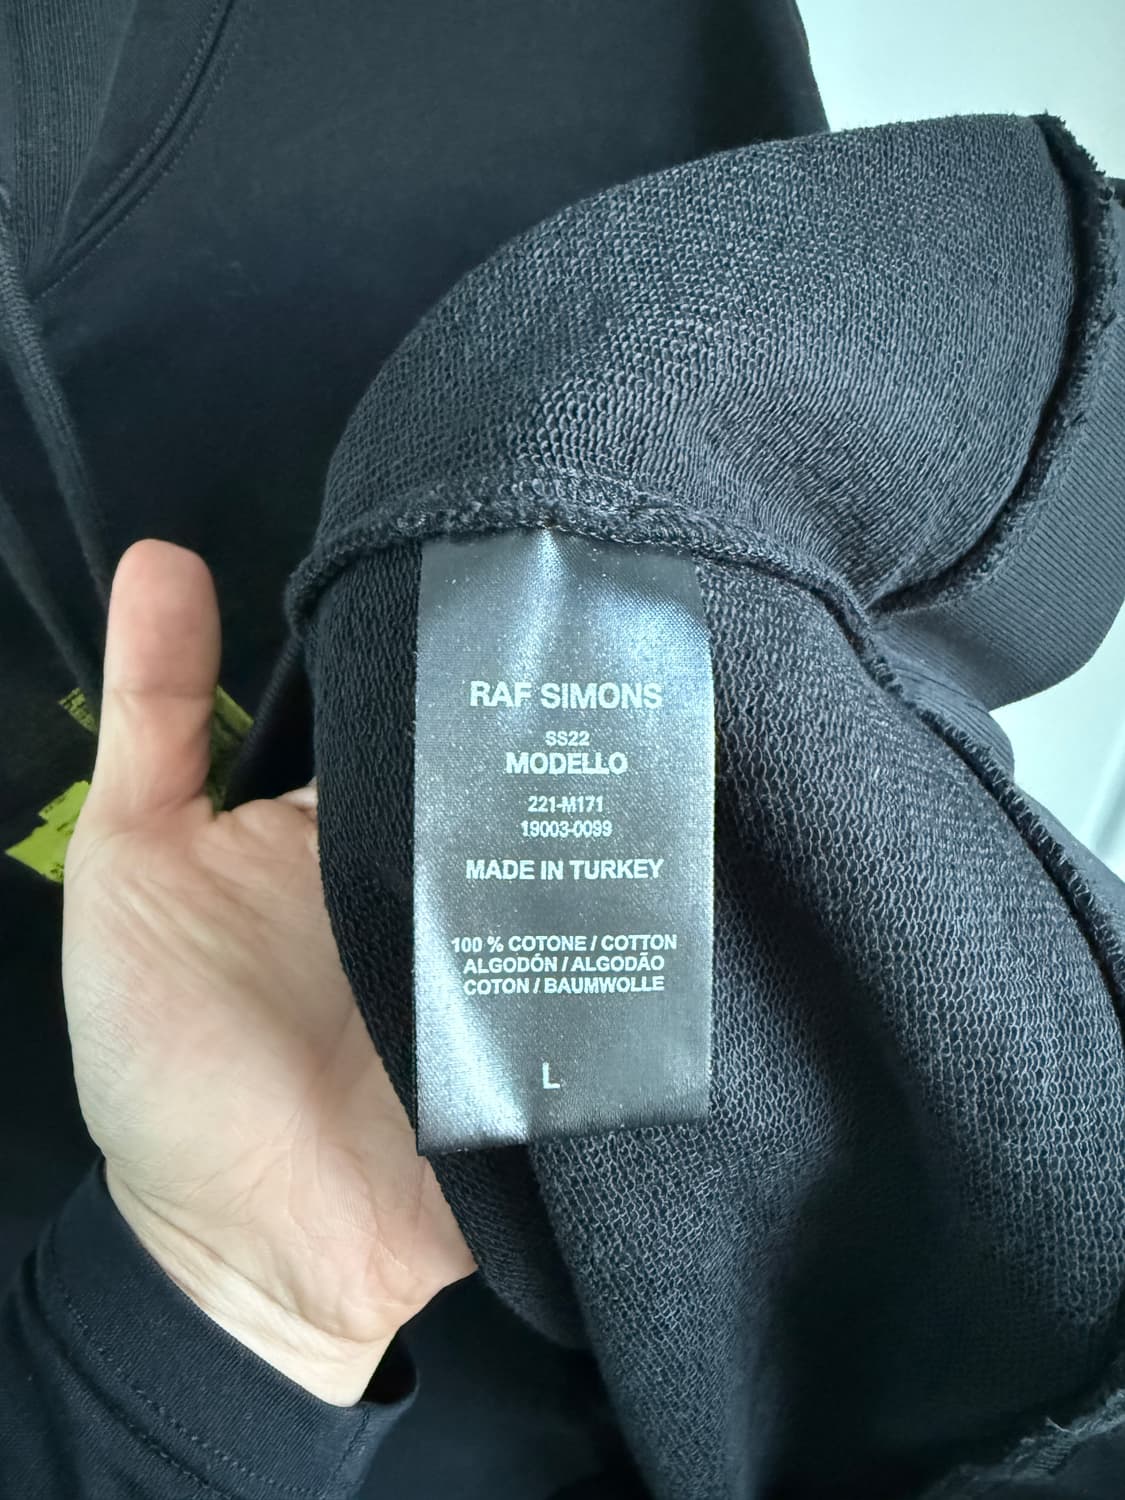 RAF SIMONS
SS22
MODELLO
221-M171
19003-0099
MADE IN TURKEY
100 % COTONE / COTTON
ALGODÓN / ALGODÃO
COTON / BAUMWOLLE
L